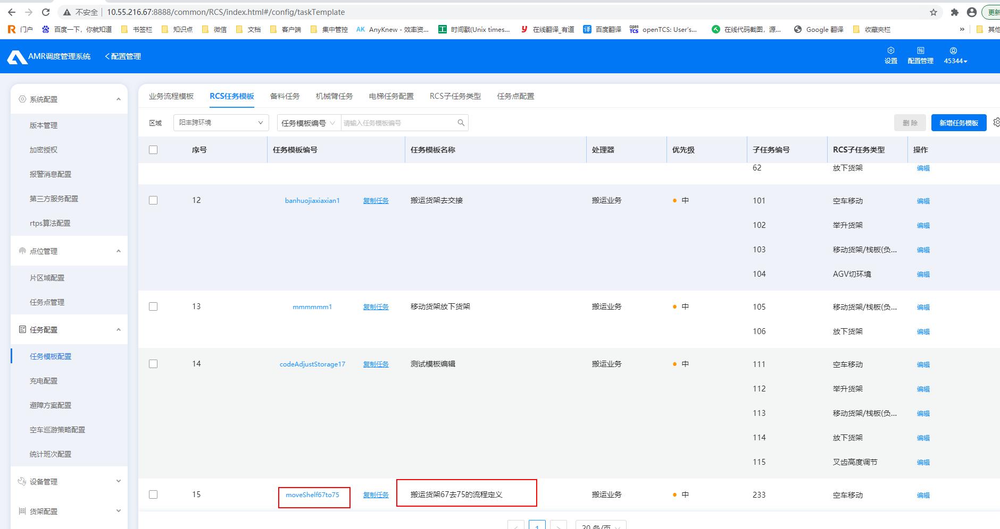 不安全 10.55.216.67:8888/common/RCS/index.html#/config/taskTemplate 更新
门户 百度一下，你就知道 书签栏 知识点 微信 文档 客户端 集中管控 AK AnyKnew - 效率资... 工 时间戳(Unix times... y 在线翻译_有道 译 百度翻译 OPEN TCS openTCS: User's... 在线代码截图，源... Google 翻译 收藏夹栏 » 其他
AMR调度管理系统 配置管理 设置 配置管理 45344
系统配置
版本管理
加密授权
报警消息配置
第三方服务配置
rtps算法配置
点位管理
片区域配置
任务点管理
任务配置
任务模板配置
充电配置
避障方案配置
空车巡游策略配置
统计班次配置
设备管理
货架配置
业务流程模板 RCS任务模板 备料任务 机械臂任务 电梯任务配置 RCS子任务类型 任务点配置
区域 阳丰跨环境 任务模板编号 请输入任务模板编号 删 除 新增任务模板
序号 任务模板编号 任务模板名称 处理器 优先级 子任务编号 RCS子任务类型 操作
62 放下货架 编辑
12 banhuojiaxiaxian1 复制任务 搬运货架去交接 搬运业务 中 101 空车移动 编辑
102 举升货架 编辑
103 移动货架/栈板(负... 编辑
104 AGV切环境 编辑
13 mmmmmm1 复制任务 移动货架放下货架 搬运业务 中 105 移动货架/栈板(负... 编辑
106 放下货架 编辑
14 codeAdjustStorage17 复制任务 测试模板编辑 搬运业务 中 111 空车移动 编辑
112 举升货架 编辑
113 移动货架/栈板(负... 编辑
114 放下货架 编辑
115 叉齿高度调节 编辑
15 moveShelf67to75 复制任务 搬运货架67去75的流程定义 搬运业务 中 233 空车移动 编辑
1 20 条/页